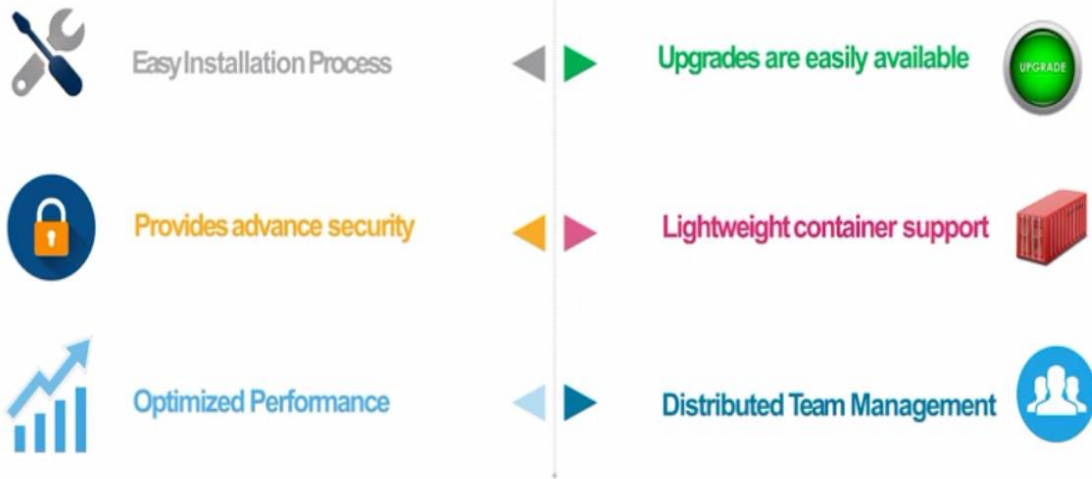 Easy Installation Process
Upgrades are easily available
UPGRADE
Provides advance security
Lightweight container support
Optimized Performance
Distributed Team Management